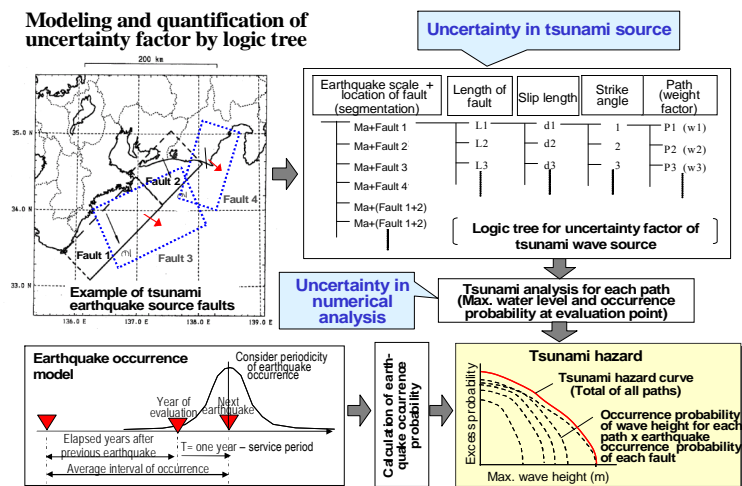 Modeling and quantification of
uncertainty factor by logic tree
200 km
35.0 N
34.0 N
33.0 N
136.0 E
137.0 E
138.0 E
139.0 E
Fault 1
Fault 2
Fault 3
Fault 4
Example of tsunami
earthquake source faults
Uncertainty in tsunami source
Earthquake scale +
location of fault
(segmentation)
Length of
fault
Slip length
Strike
angle
Path
(weight
factor)
Ma+Fault 1
L1
d1
1
P1 (w1)
Ma+Fault 2
L2
d2
2
P2 (w2)
Ma+Fault 3
L3
d3
3
P3 (w3)
Ma+Fault 4
Ma+(Fault 1+2)
Ma+(Fault 1+2)
Logic tree for uncertainty factor of
tsunami wave source
Uncertainty in
numerical
analysis
Tsunami analysis for each path
(Max. water level and occurrence
probability at evaluation point)
Earthquake occurrence
model
Consider periodicity
of earthquake
occurrence
Year of
evaluation
Next
earthquake
Elapsed years after
previous earthquake
T= one year – service period
Average interval of occurrence
Calculation of earth-
quake occurrence
probability
Tsunami hazard
Excess probability
Tsunami hazard curve
(Total of all paths)
Occurrence probability
of wave height for each
path x earthquake
occurrence probability
of each fault
Max. wave height (m)